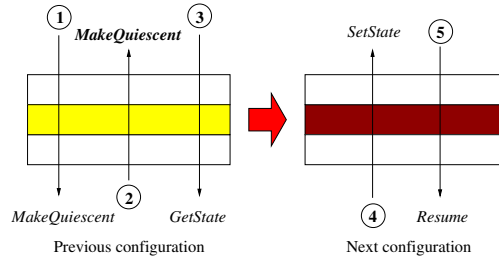 1
3
MakeQuiescent
SetState
5
MakeQuiescent
2
GetState
4
Resume
Previous configuration
Next configuration